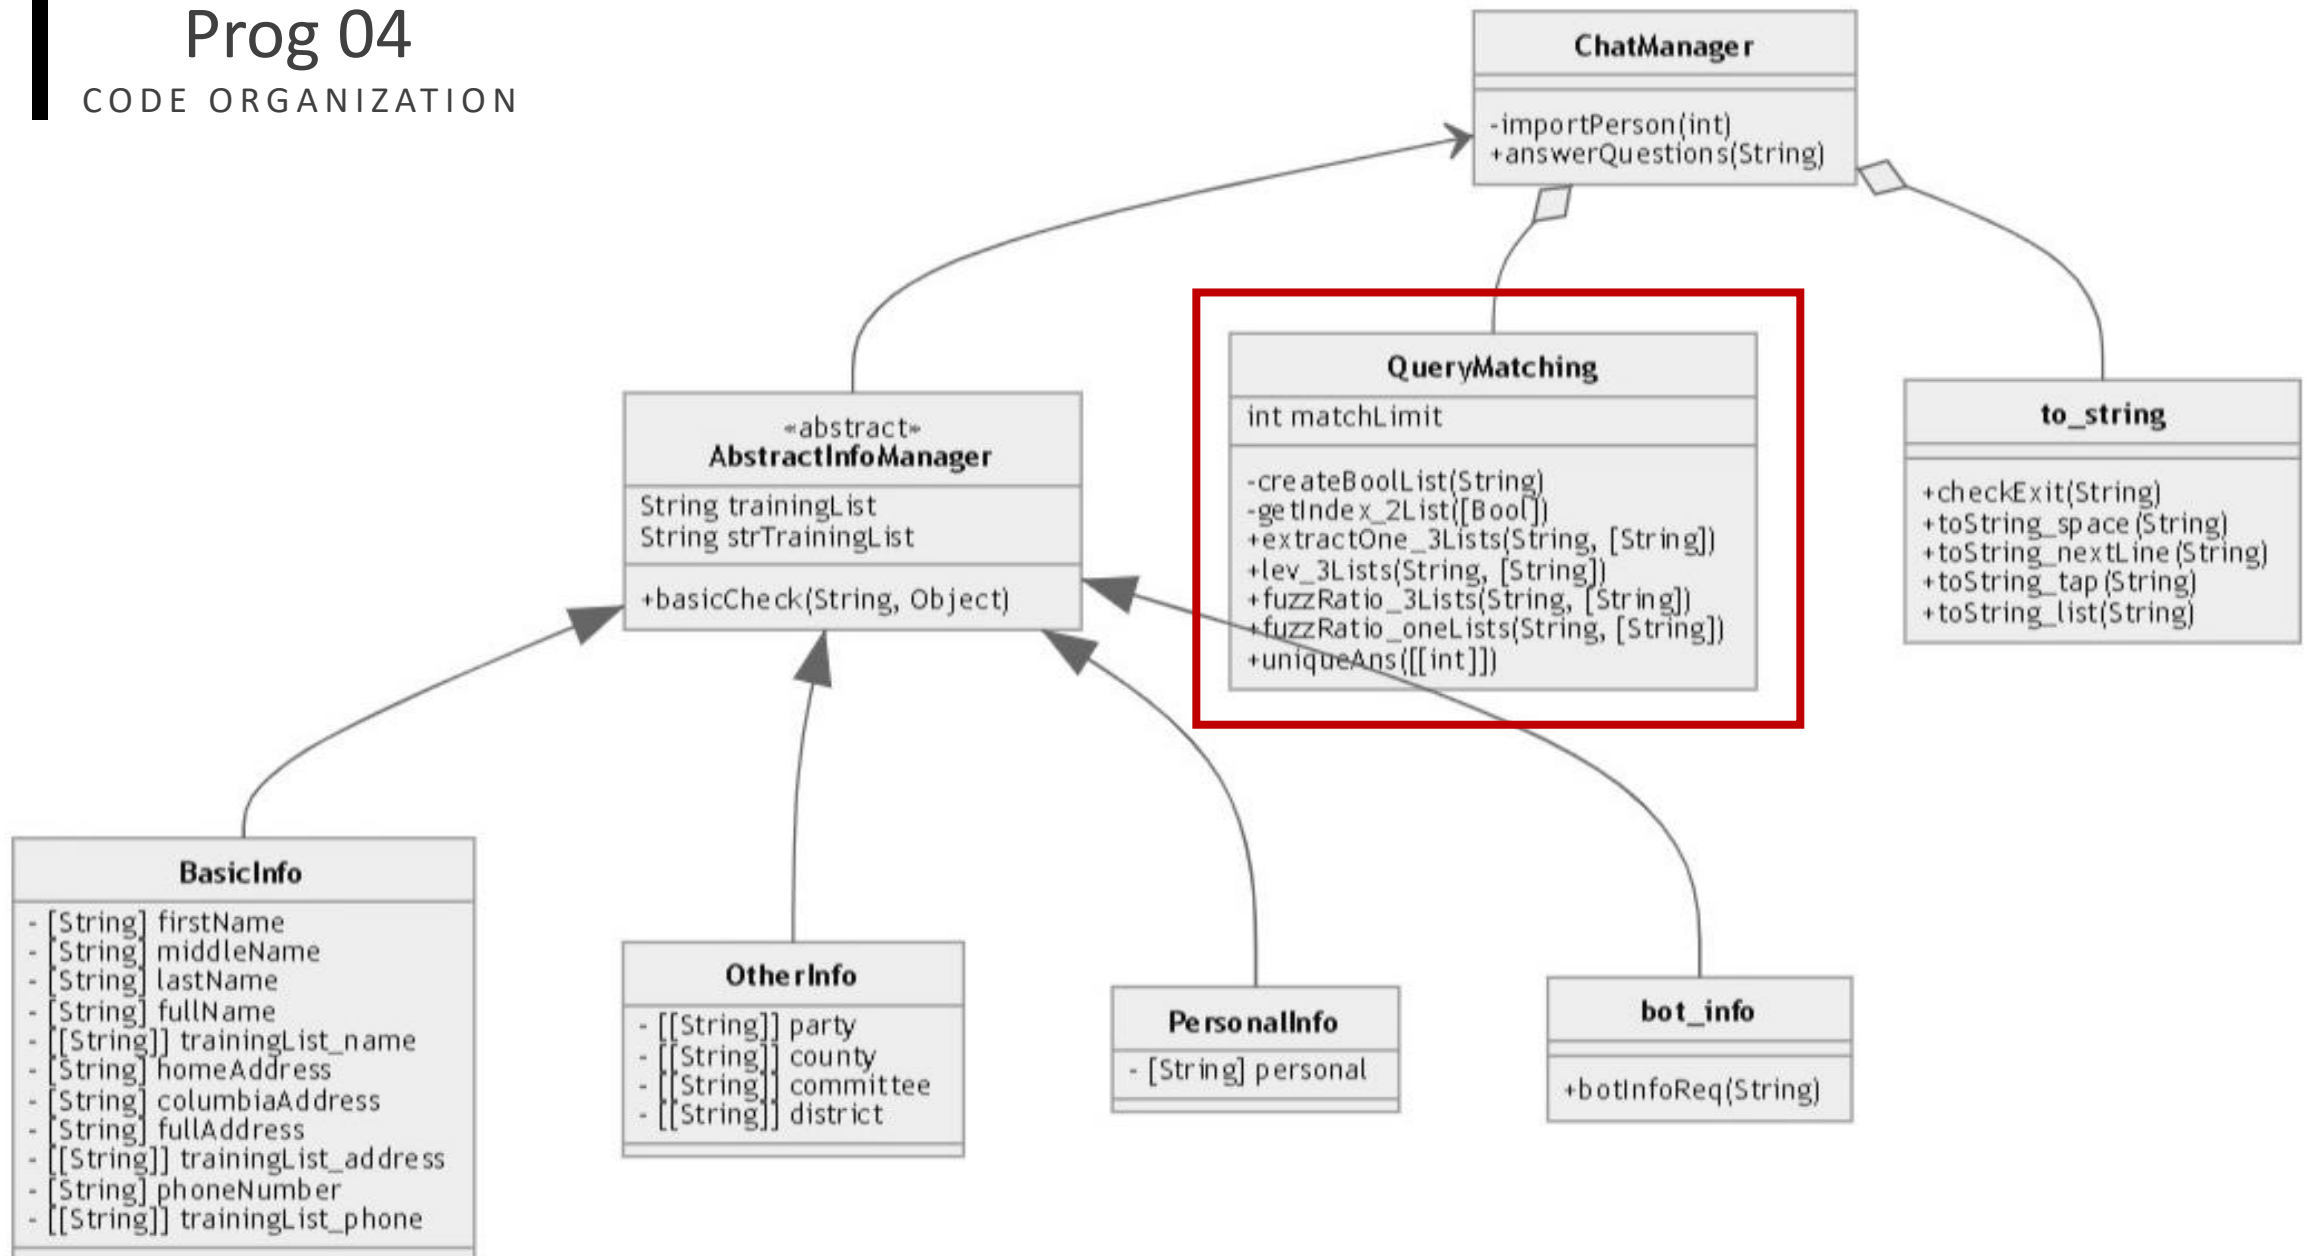 Prog 04
CODE ORGANIZATION
ChatManager
-importPerson(int)
+answerQuestions(String)
«abstract»
AbstractInfoManager
String trainingList
String strTrainingList
+basicCheck(String, Object)
QueryMatching
int matchLimit
-createBoolList(String)
-getIndex_2List([Bool])
+extractOne_3Lists(String, [String])
+lev_3Lists(String, [String])
+fuzzRatio_3Lists(String, [String])
+fuzzRatio_oneLists(String, [String])
+uniqueAns([[int]])
to_string
+checkExit(String)
+toString_space(String)
+toString_nextLine(String)
+toString_tap(String)
+toString_list(String)
BasicInfo
- [String] firstName
- [String] middleName
- [String] lastName
- [String] fullName
- [[String]] trainingList_name
- [String] homeAddress
- [String] columbiaAddress
- [String] fullAddress
- [[String]] trainingList_address
- [String] phoneNumber
- [[String]] trainingList_phone
OtherInfo
- [[String]] party
- [[String]] county
- [[String]] committee
- [[String]] district
PersonalInfo
- [String] personal
bot_info
+botInfoReq(String)